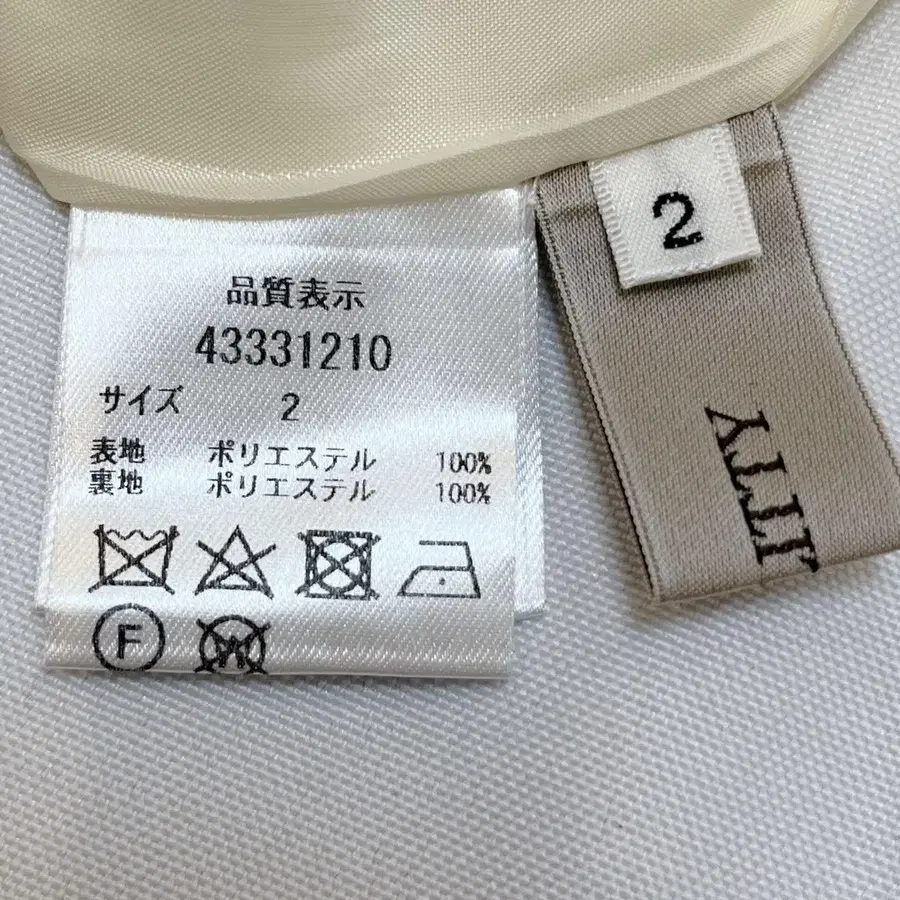 品質表示
43331210
サイズ 2
表地 ポリエステル 100%
裏地 ポリエステル 100%
F
W
2